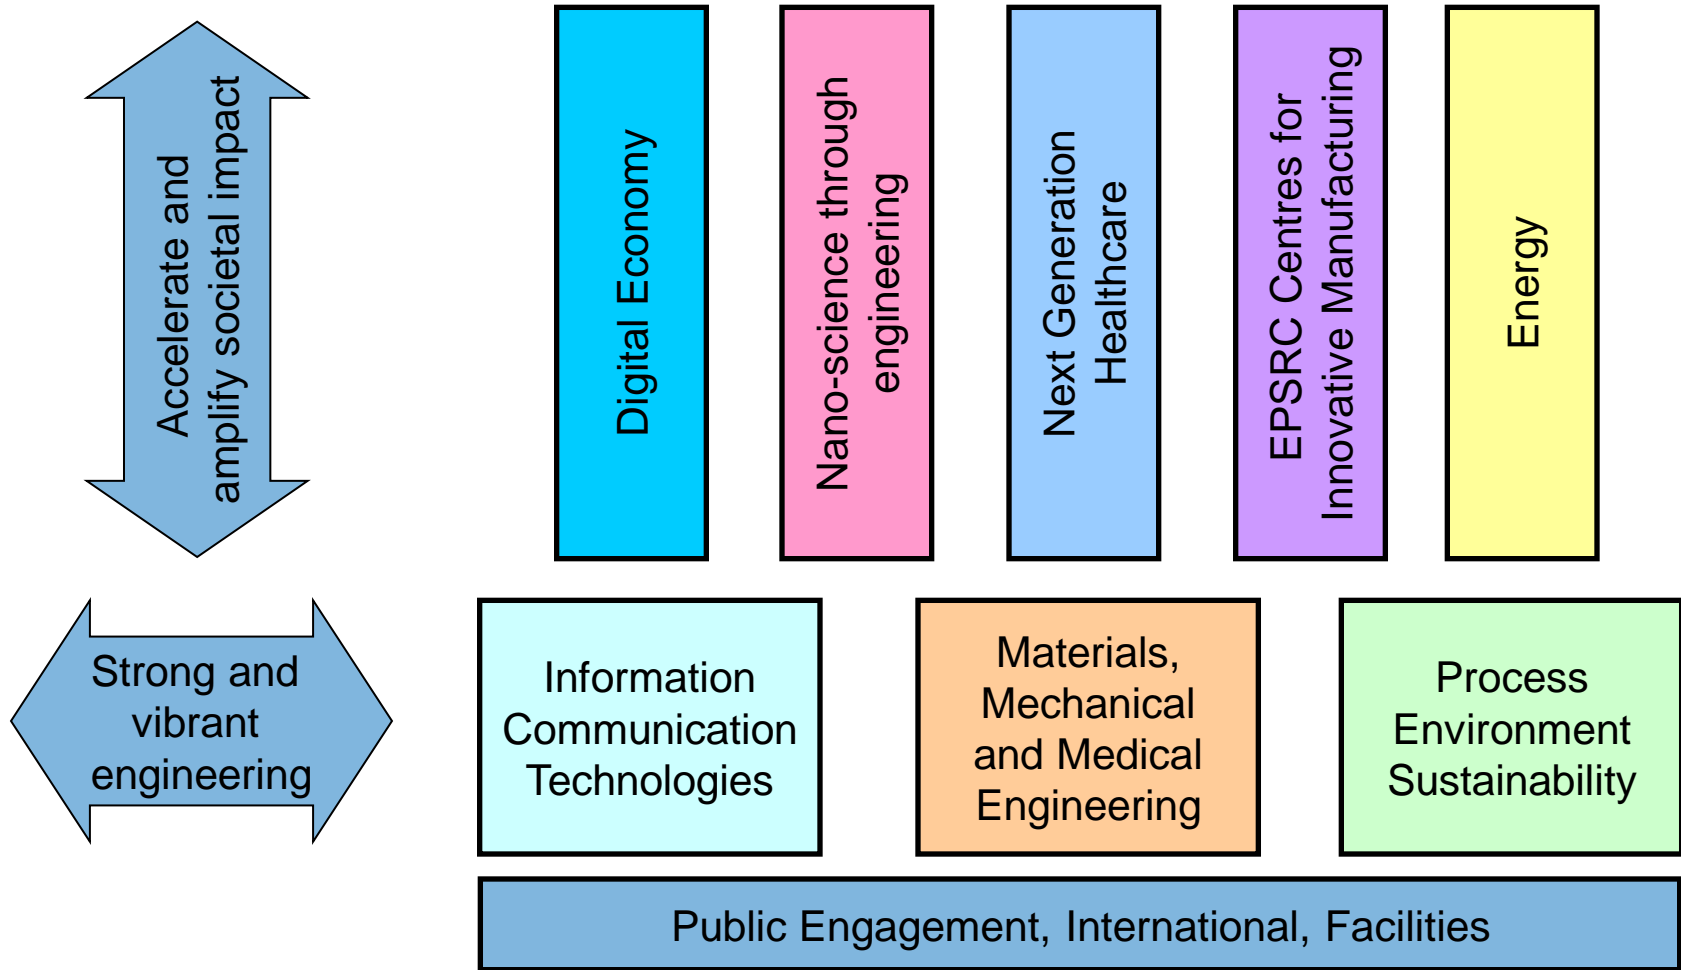 Accelerate and
amplify societal impact
Digital Economy
Nano-science through
engineering
Next Generation
Healthcare
EPSRC Centres for
Innovative Manufacturing
Energy
Strong and
vibrant
engineering
Information
Communication
Technologies
Materials,
Mechanical
and Medical
Engineering
Process
Environment
Sustainability
Public Engagement, International, Facilities